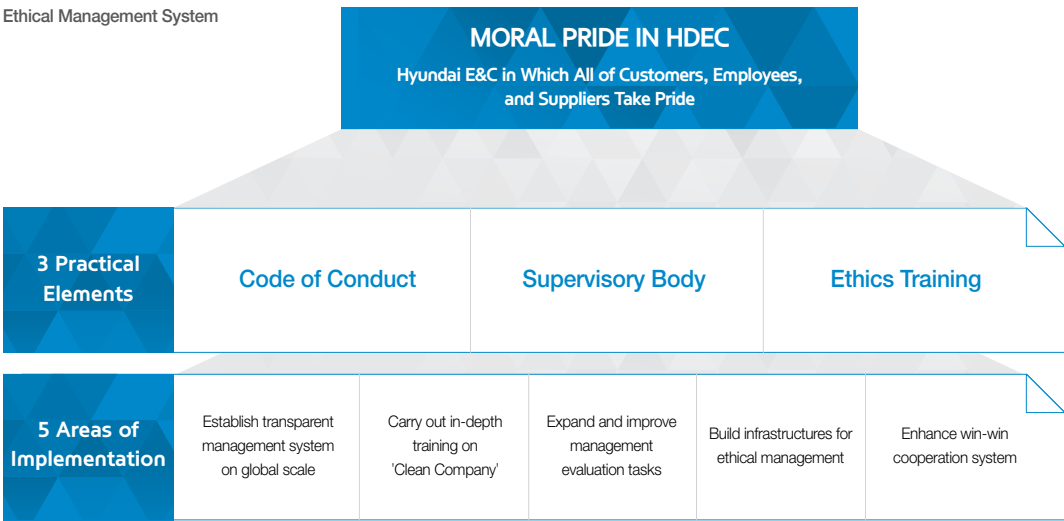 Ethical Management System
MORAL PRIDE IN HDEC
Hyundai E&C in Which All of Customers, Employees,
and Suppliers Take Pride
3 Practical
Elements
Code of Conduct
Supervisory Body
Ethics Training
5 Areas of
Implementation
Establish transparent
management system
on global scale
Carry out in-depth
training on
'Clean Company'
Expand and improve
management
evaluation tasks
Build infrastructures for
ethical management
Enhance win-win
cooperation system